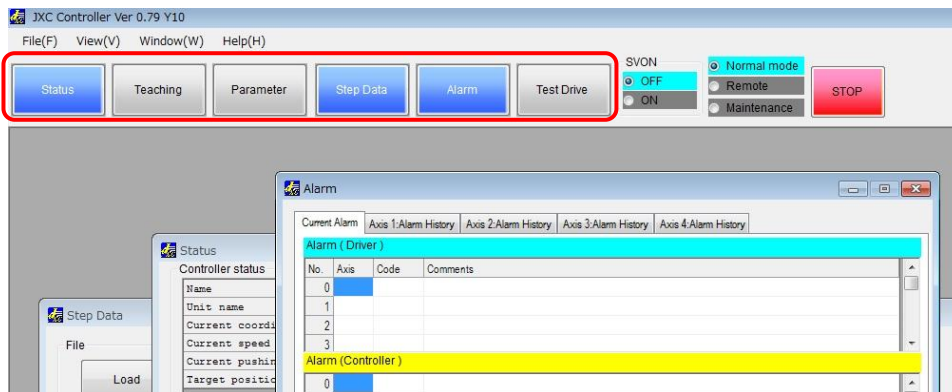 JXC Controller Ver 0.79 Y10
File(F) View(V) Window(W) Help(H)
Status Teaching Parameter Step Data Alarm Test Drive
SVON
OFF
ON
Normal mode
Remote
Maintenance
STOP
Alarm
Current Alarm Axis 1:Alarm History Axis 2:Alarm History Axis 3:Alarm History Axis 4:Alarm History
Alarm ( Driver )
No. Axis Code Comments
0
1
2
3
Alarm (Controller )
0
Status
Controller status
Name
Unit name
Current coordi
Current speed
Current pushin
Target positio
Step Data
File
Load